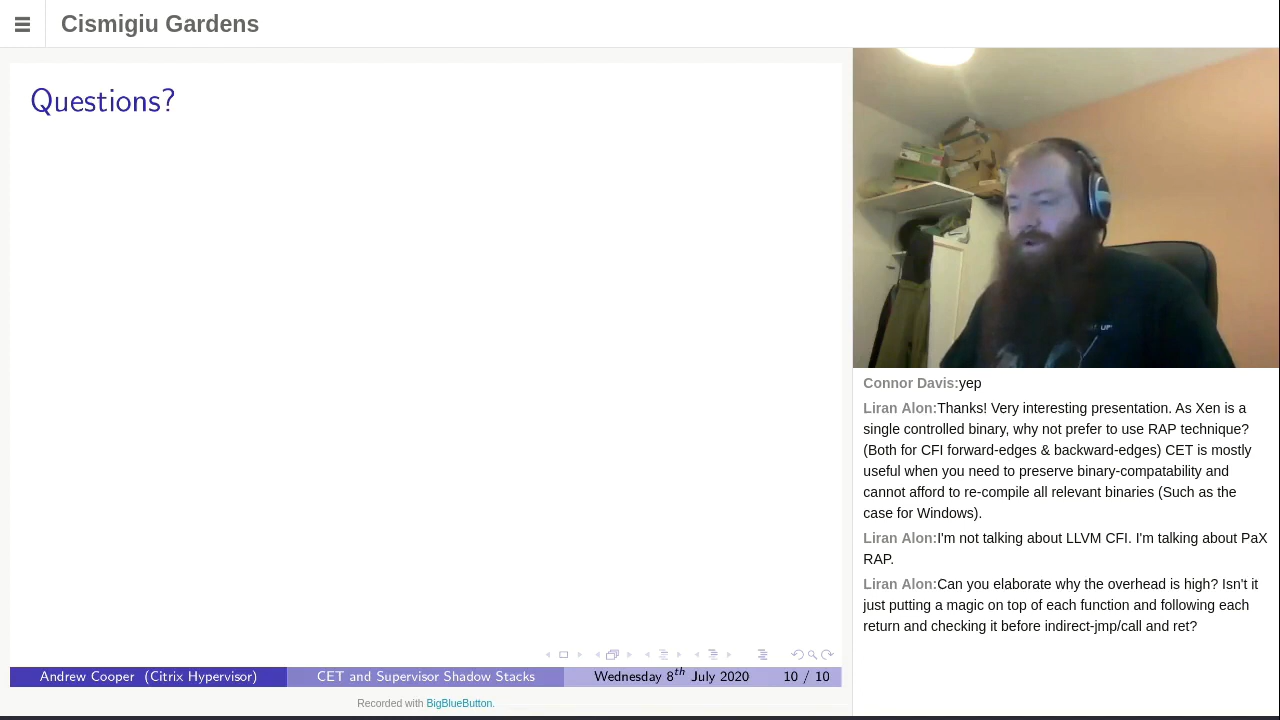 Cismigiu Gardens
Questions?
Connor Davis:yep
Liran Alon:Thanks! Very interesting presentation. As Xen is a
single controlled binary, why not prefer to use RAP technique?
(Both for CFI forward-edges & backward-edges) CET is mostly
useful when you need to preserve binary-compatability and
cannot afford to re-compile all relevant binaries (Such as the
case for Windows).
Liran Alon:I'm not talking about LLVM CFI. I'm talking about PaX
RAP.
Liran Alon:Can you elaborate why the overhead is high? Isn't it
just putting a magic on top of each function and following each
return and checking it before indirect-jmp/call and ret?
Andrew Cooper (Citrix Hypervisor) CET and Supervisor Shadow Stacks Wednesday 8th July 2020 10 / 10
Recorded with BigBlueButton.